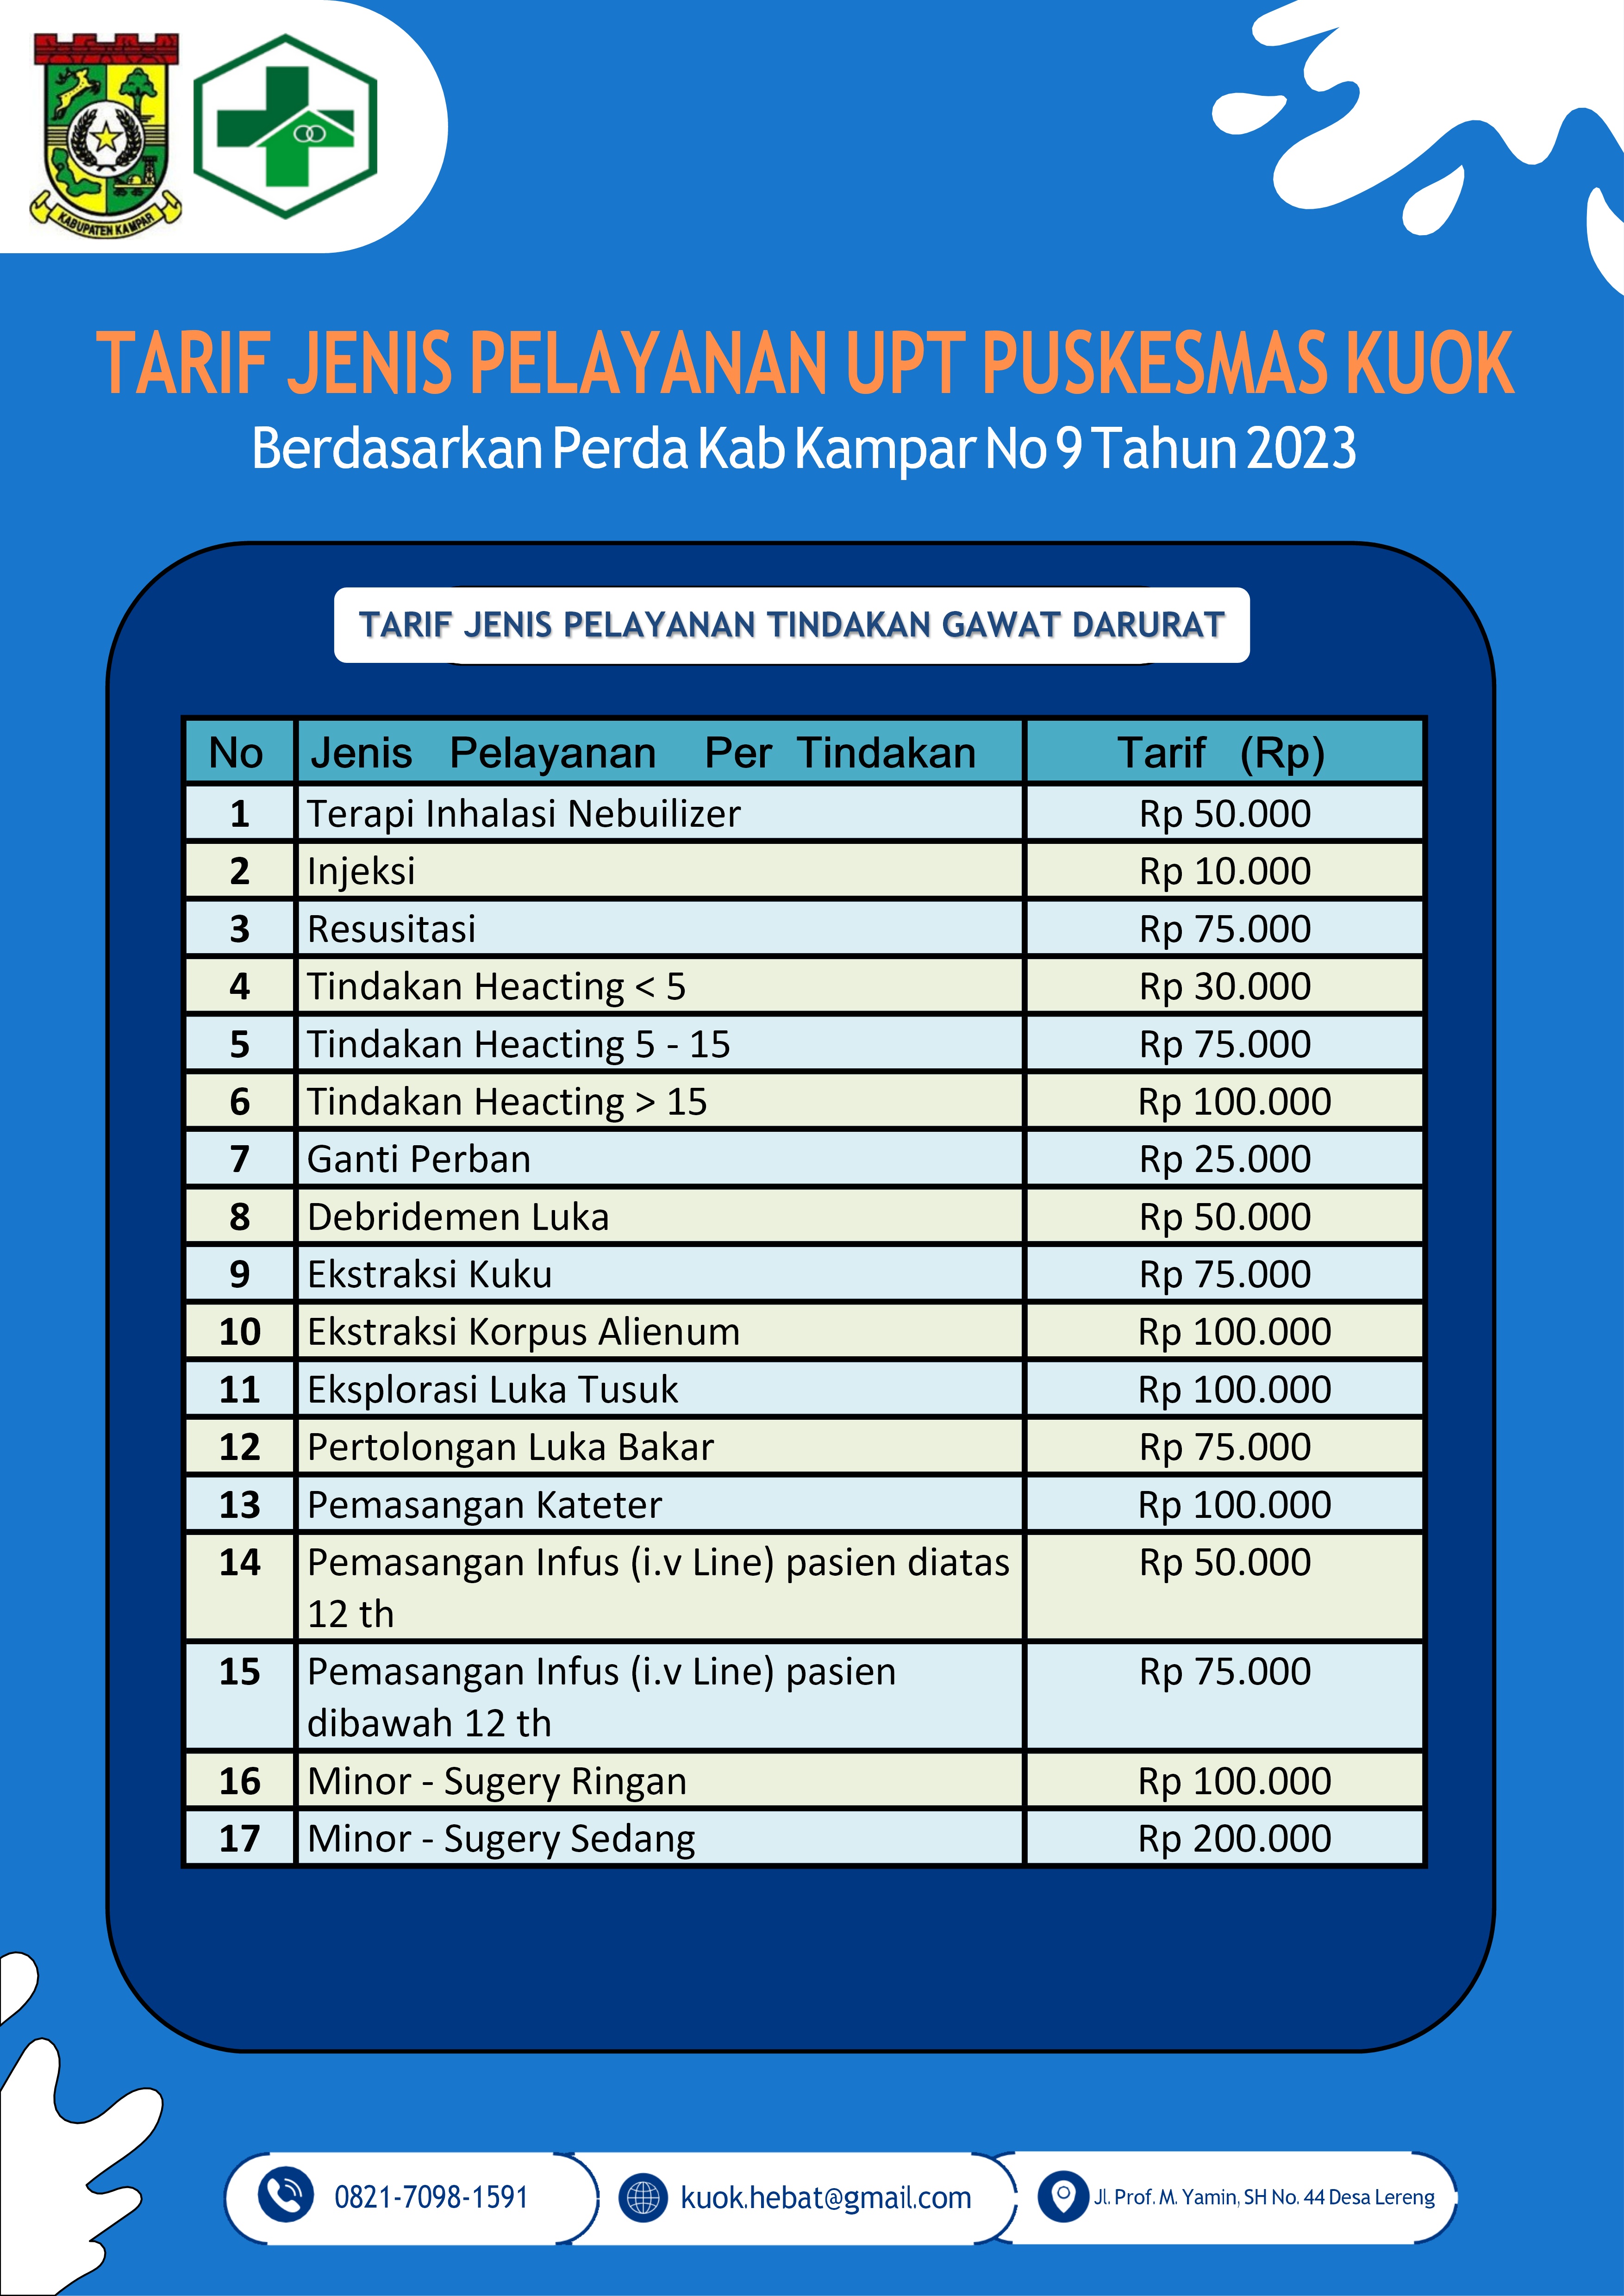 KABUPATEN KAMPAR
TARIF JENIS PELAYANAN UPT PUSKESMAS KUOK
Berdasarkan Perda Kab Kampar No 9 Tahun 2023
TARIF JENIS PELAYANAN TINDAKAN GAWAT DARURAT
No Jenis Pelayanan Per Tindakan Tarif (Rp)
1 Terapi Inhalasi Nebuilizer Rp 50.000
2 Injeksi Rp 10.000
3 Resusitasi Rp 75.000
4 Tindakan Heacting < 5 Rp 30.000
5 Tindakan Heacting 5 - 15 Rp 75.000
6 Tindakan Heacting > 15 Rp 100.000
7 Ganti Perban Rp 25.000
8 Debridemen Luka Rp 50.000
9 Ekstraksi Kuku Rp 75.000
10 Ekstraksi Korpus Alienum Rp 100.000
11 Eksplorasi Luka Tusuk Rp 100.000
12 Pertolongan Luka Bakar Rp 75.000
13 Pemasangan Kateter Rp 100.000
14 Pemasangan Infus (i.v Line) pasien diatas Rp 50.000
12 th
15 Pemasangan Infus (i.v Line) pasien Rp 75.000
dibawah 12 th
16 Minor - Sugery Ringan Rp 100.000
17 Minor - Sugery Sedang Rp 200.000
0821-7098-1591 kuok.hebat@gmail.com Jl. Prof. M. Yamin, SH No. 44 Desa Lereng